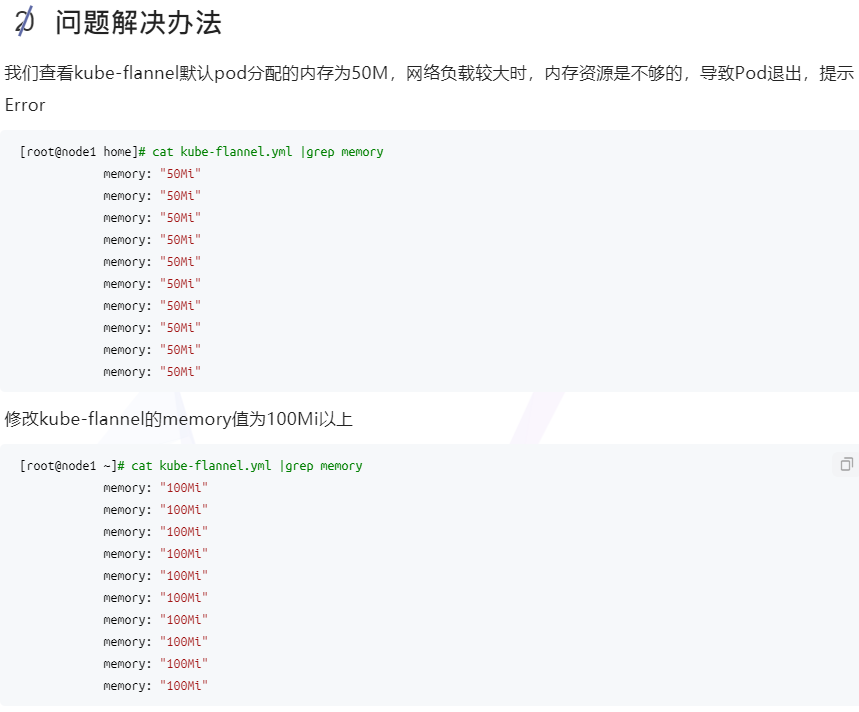 20 问题解决办法
我们查看kube-flannel默认pod分配的内存为50M，网络负载较大时，内存资源是不够的，导致Pod退出，提示
Error
[root@node1 home]# cat kube-flannel.yml |grep memory
memory: "50Mi"
memory: "50Mi"
memory: "50Mi"
memory: "50Mi"
memory: "50Mi"
memory: "50Mi"
memory: "50Mi"
memory: "50Mi"
memory: "50Mi"
memory: "50Mi"
修改kube-flannel的memory值为100Mi以上
[root@node1 ~]# cat kube-flannel.yml |grep memory
memory: "100Mi"
memory: "100Mi"
memory: "100Mi"
memory: "100Mi"
memory: "100Mi"
memory: "100Mi"
memory: "100Mi"
memory: "100Mi"
memory: "100Mi"
memory: "100Mi"